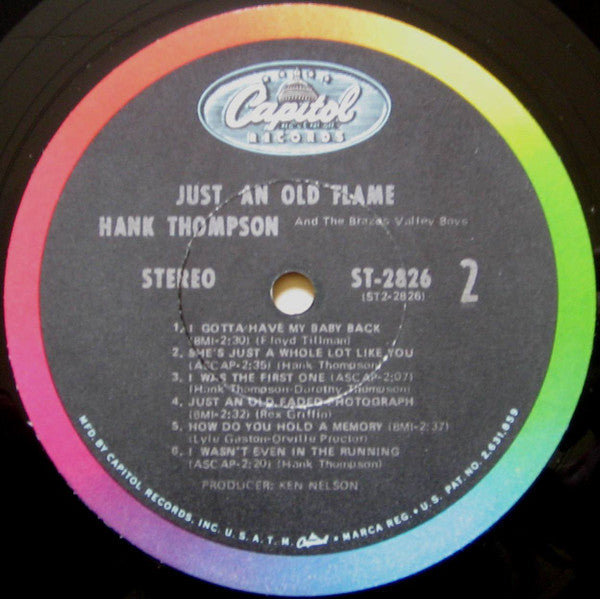 Capitol
RECORDS
JUST AN OLD FLAME
HANK THOMPSON And The Brazos Valley Boys
STEREO
ST-2826
(ST2-2826)
2
1. I GOTTA HAVE MY BABY BACK
(BMI-2:30) (Floyd Tillman)
2. SHE'S JUST A WHOLE LOT LIKE YOU
(ASCAP-2:35) (Hank Thompson)
3. I WAS THE FIRST ONE (ASCAP-2:07)
(Hank Thompson-Dorothy Thompson)
4. JUST AN OLD FADED PHOTOGRAPH
(BMI-2:32) (Rex Griffin)
5. HOW DO YOU HOLD A MEMORY (BMI-2:37)
(Lyle Gaston-Orville Proctor)
6. I WASN'T EVEN IN THE RUNNING
(ASCAP-2:20) (Hank Thompson)
PRODUCER: KEN NELSON
MFD. BY CAPITOL RECORDS, INC. U.S.A. T.M. Capitol • MARCA REG. • U.S. PAT. NO. 2,631,859